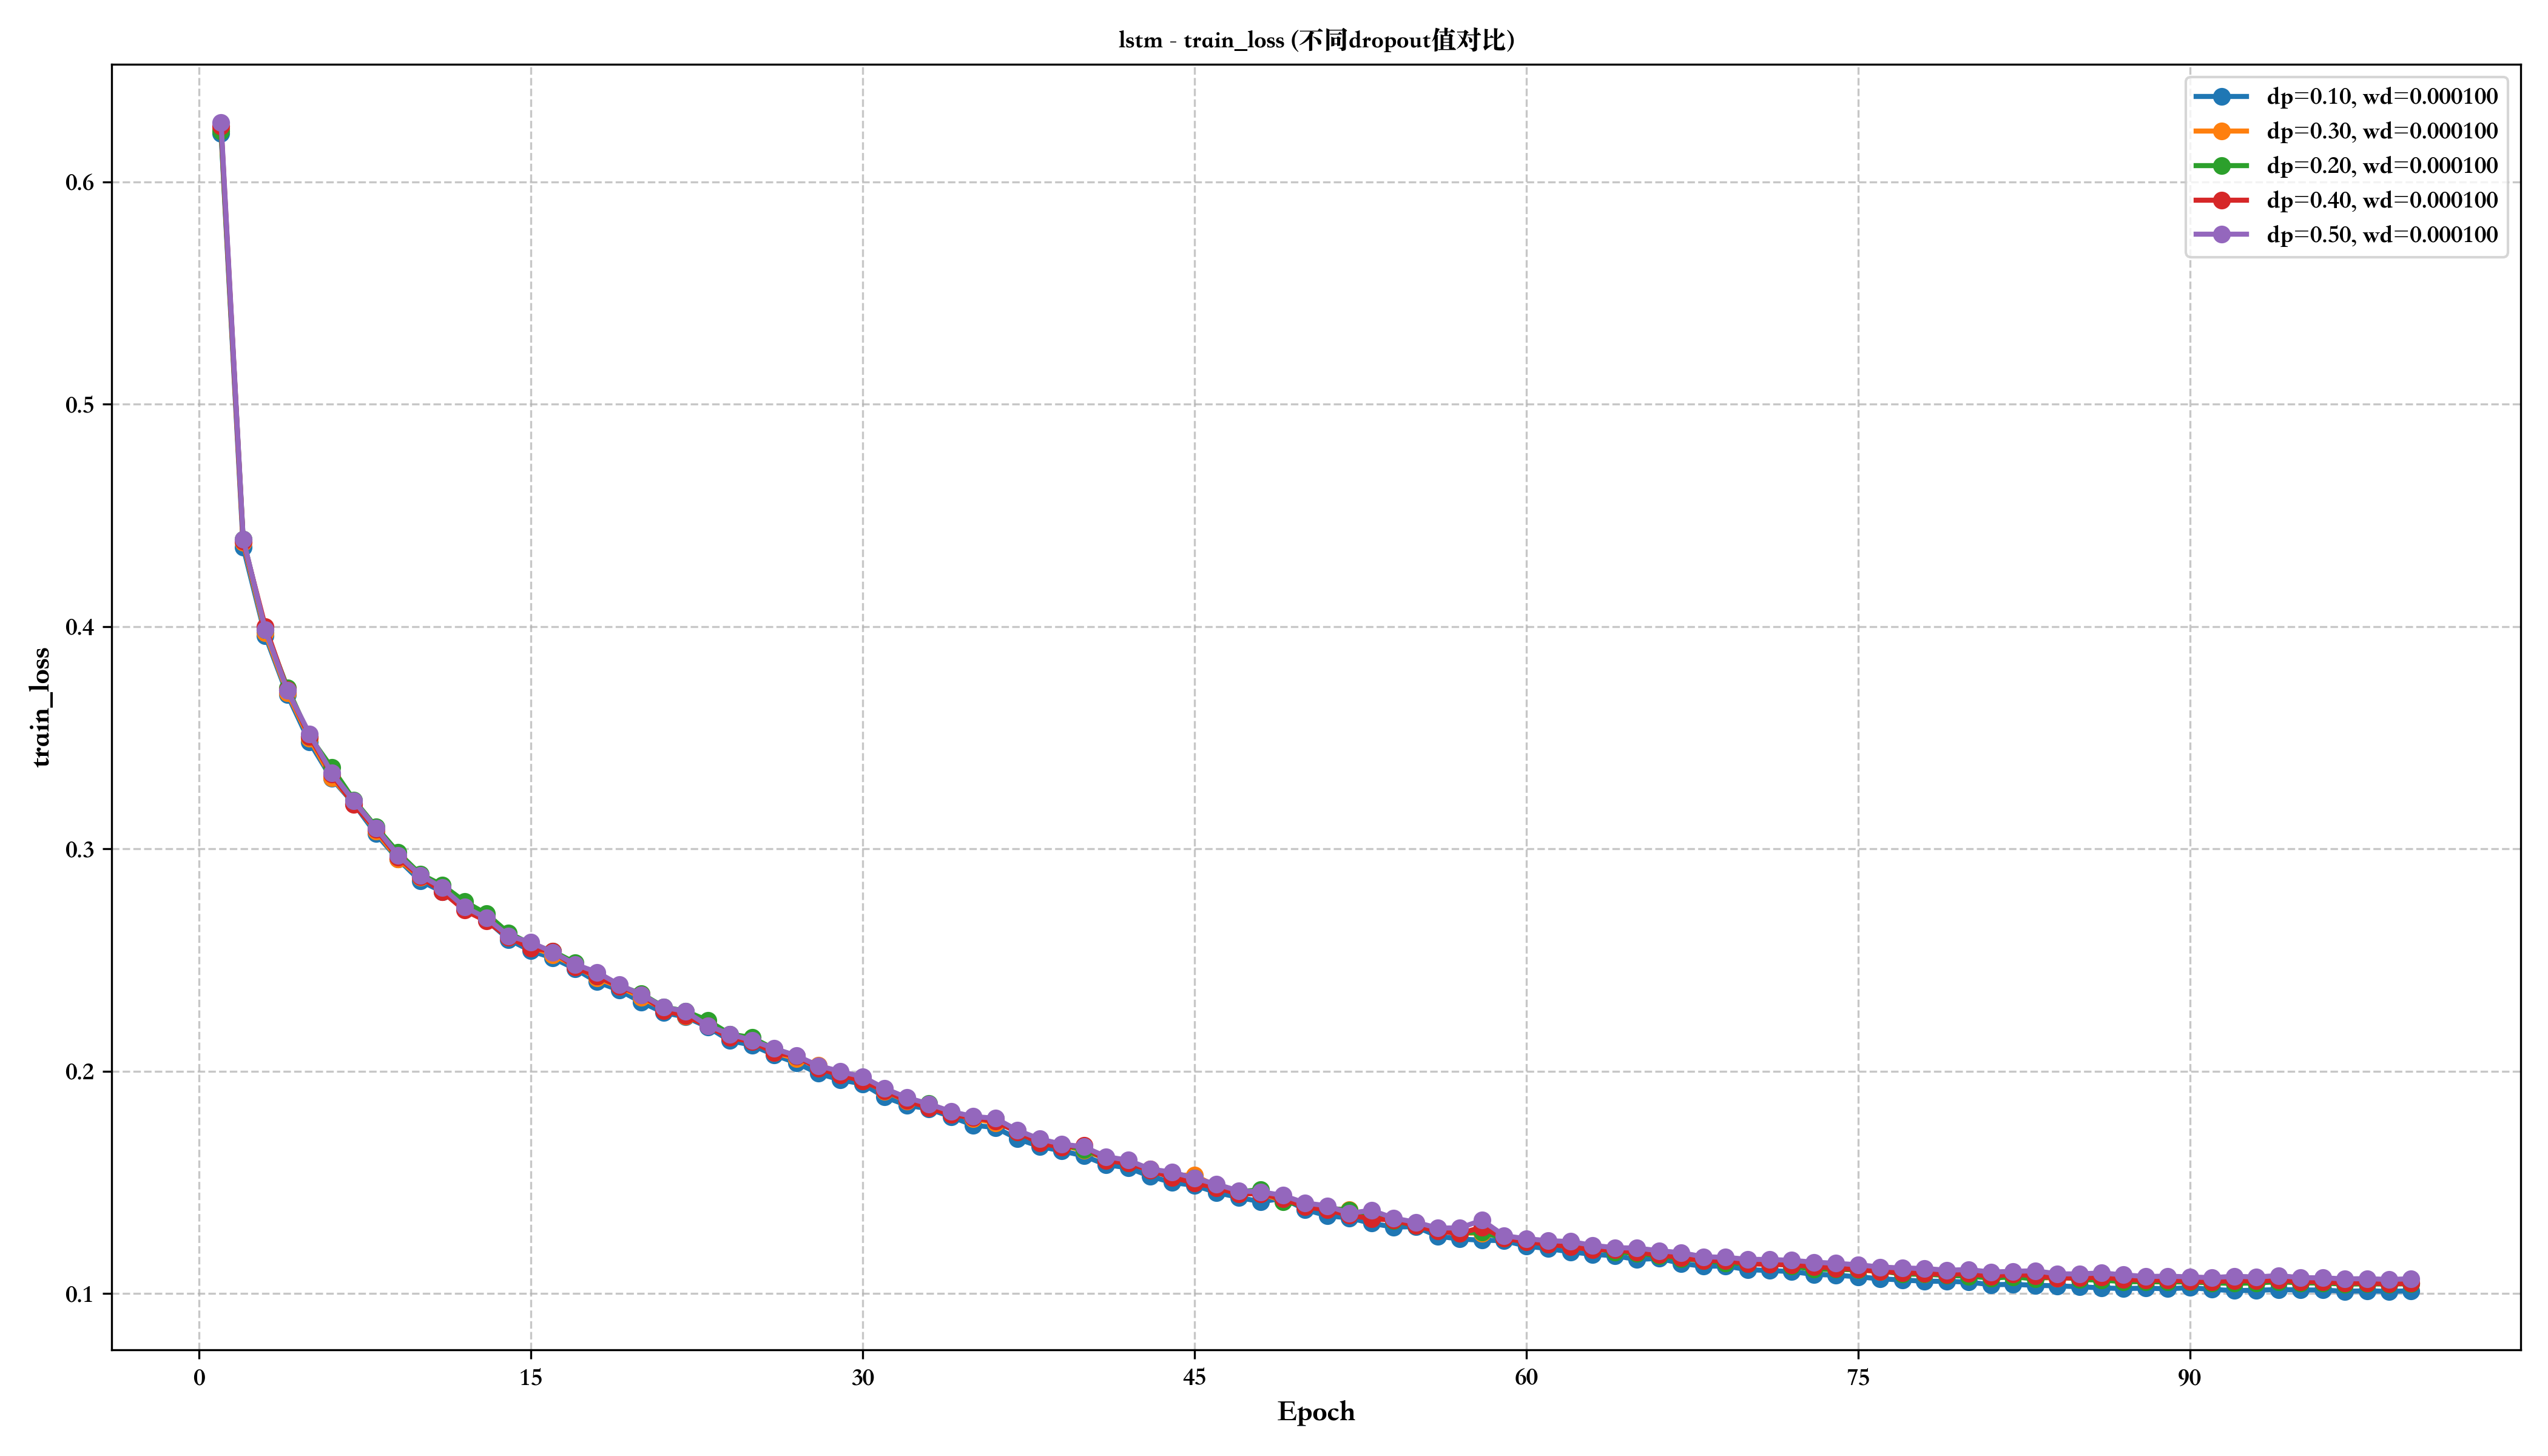 lstm - train_loss (不同dropout值对比)
dp=0.10, wd=0.000100
dp=0.30, wd=0.000100
dp=0.20, wd=0.000100
dp=0.40, wd=0.000100
dp=0.50, wd=0.000100
train_loss
0.6
0.5
0.4
0.3
0.2
0.1
0 15 30 45 60 75 90
Epoch